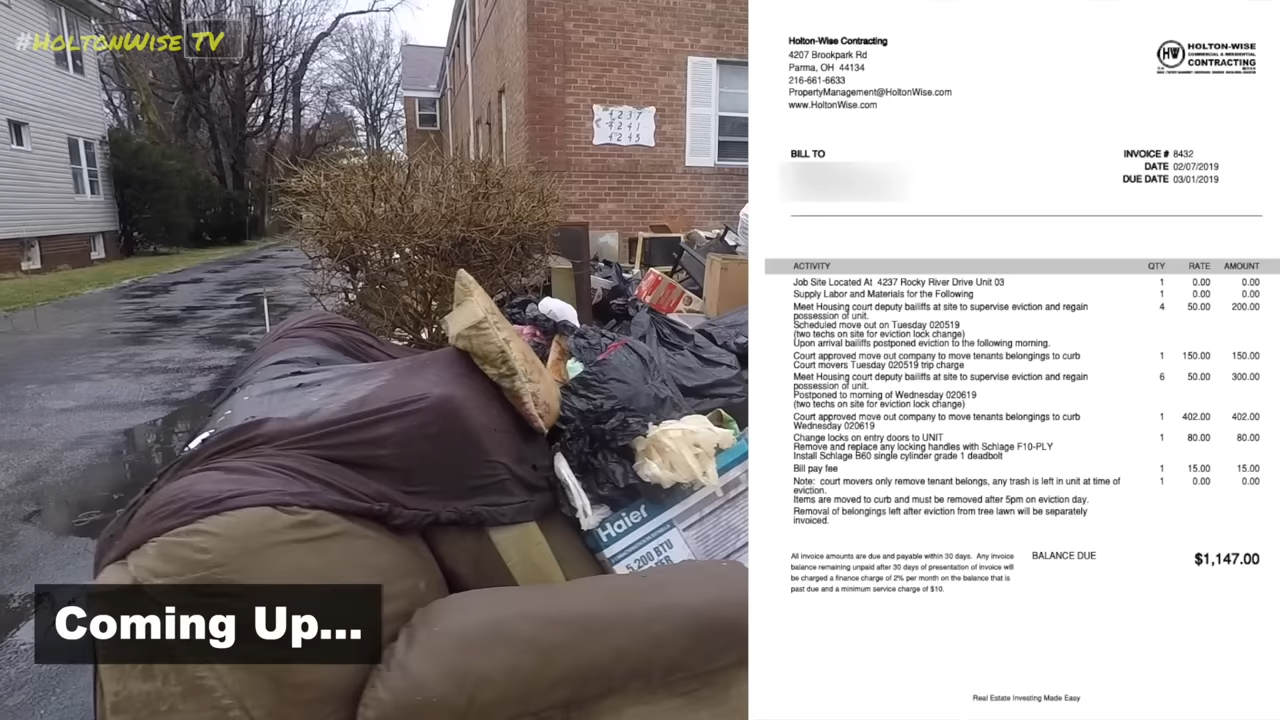 #HOLTONWISE TV
4237
4241
4245
Haier
5,200 BTU
Coming Up...
Holton-Wise Contracting
4207 Brookpark Rd
Parma, OH 44134
216-661-6633
PropertyManagement@HoltonWise.com
www.HoltonWise.com
HW
HOLTON-WISE
COMMERCIAL & RESIDENTIAL
CONTRACTING
BILL TO
INVOICE # 8432
DATE 02/07/2019
DUE DATE 03/01/2019
ACTIVITY QTY RATE AMOUNT
Job Site Located At 4237 Rocky River Drive Unit 03 1 0.00 0.00
Supply Labor and Materials for the Following 1 0.00 0.00
Meet Housing court deputy bailiffs at site to supervise eviction and regain 4 50.00 200.00
possession of unit.
Scheduled move out on Tuesday 020519
(two techs on site for eviction lock change)
Upon arrival bailiffs postponed eviction to the following morning.
Court approved move out company to move tenants belongings to curb 1 150.00 150.00
Court movers Tuesday 020519 trip charge
Meet Housing court deputy bailiffs at site to supervise eviction and regain 6 50.00 300.00
possession of unit.
Postponed to morning of Wednesday 020619
(two techs on site for eviction lock change)
Court approved move out company to move tenants belongings to curb 1 402.00 402.00
Wednesday 020619
Change locks on entry doors to UNIT 1 80.00 80.00
Remove and replace any locking handles with Schlage F10-PLY
Install Schlage B60 single cylinder grade 1 deadbolt
Bill pay fee 1 15.00 15.00
Note: court movers only remove tenant belongs, any trash is left in unit at time of 1 0.00 0.00
eviction.
Items are moved to curb and must be removed after 5pm on eviction day.
Removal of belongings left after eviction from tree lawn will be separately
invoiced.
All invoice amounts are due and payable within 30 days. Any invoice
balance remaining unpaid after 30 days of presentation of invoice will
be charged a finance charge of 2% per month on the balance that is
past due and a minimum service charge of $10.
BALANCE DUE $1,147.00
Real Estate Investing Made Easy